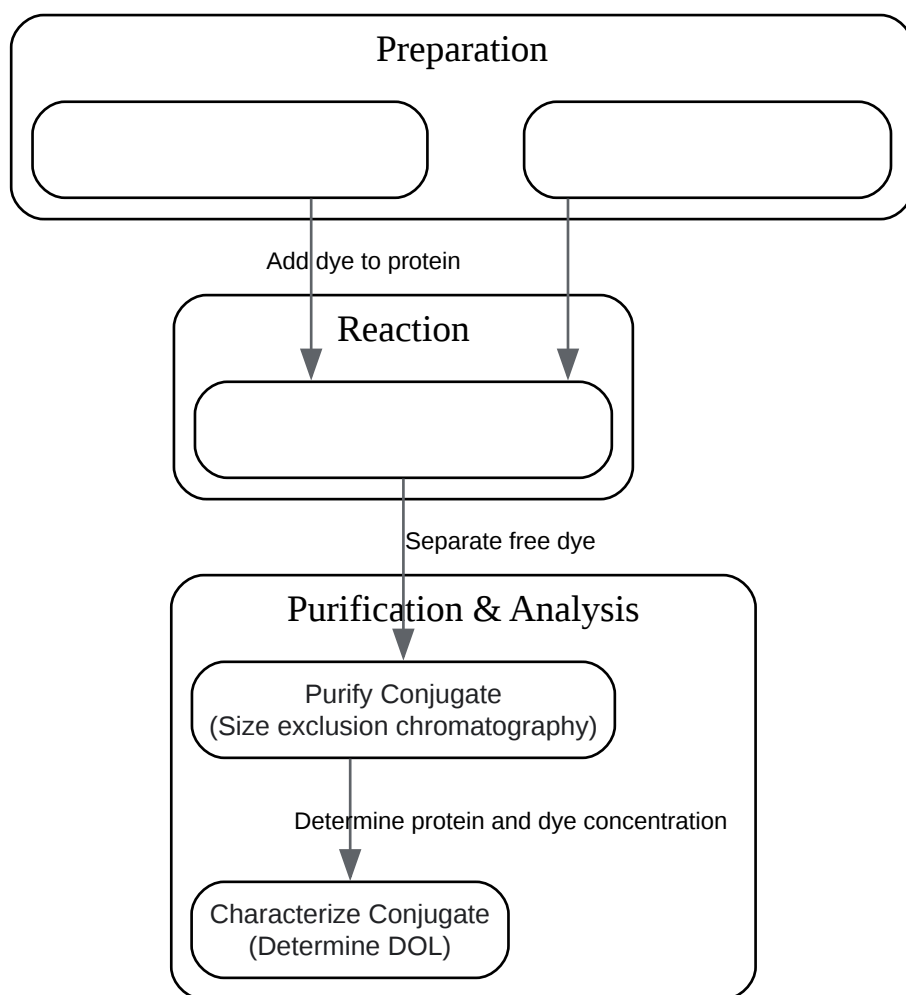 Preparation
Add dye to protein
Reaction
Separate free dye
Purification & Analysis
Purify Conjugate
(Size exclusion chromatography)
Determine protein and dye concentration
Characterize Conjugate
(Determine DOL)